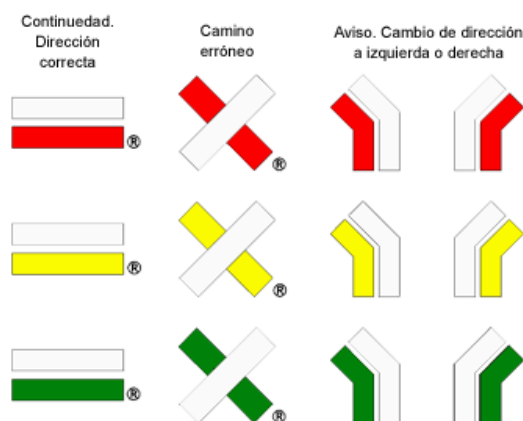 Continuedad.
Dirección
correcta
Camino
erróneo
Aviso. Cambio de dirección
a izquierda o derecha
®
®
®
®
®
®